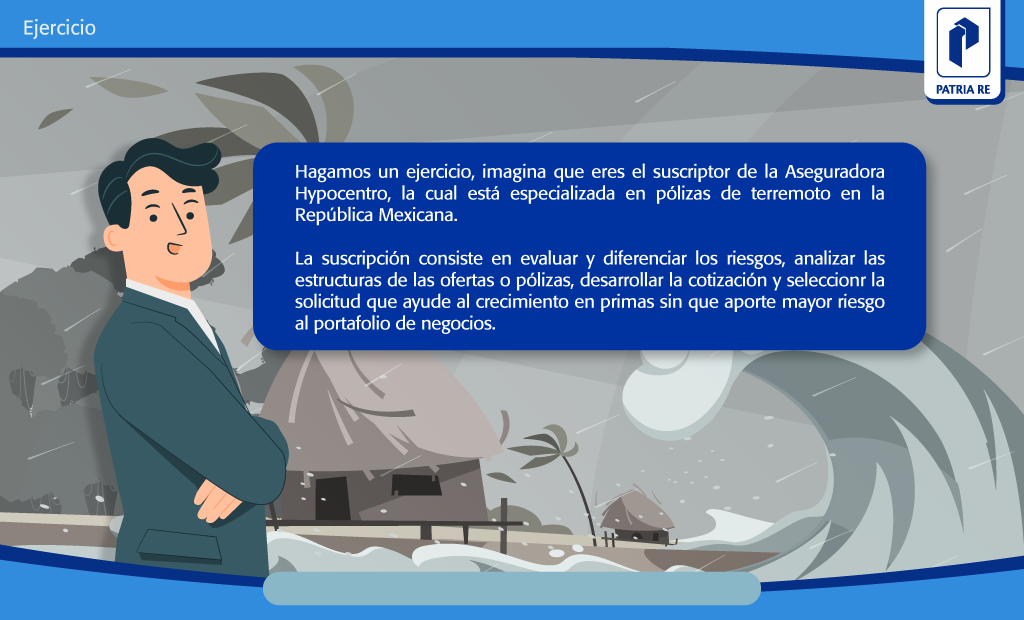 Ejercicio
PATRIA RE
Hagamos un ejercicio, imagina que eres el suscriptor de la Aseguradora
Hypocentro, la cual está especializada en pólizas de terremoto en la
República Mexicana.
La suscripción consiste en evaluar y diferenciar los riesgos, analizar las
estructuras de las ofertas o pólizas, desarrollar la cotización y seleccionr la
solicitud que ayude al crecimiento en primas sin que aporte mayor riesgo
al portafolio de negocios.